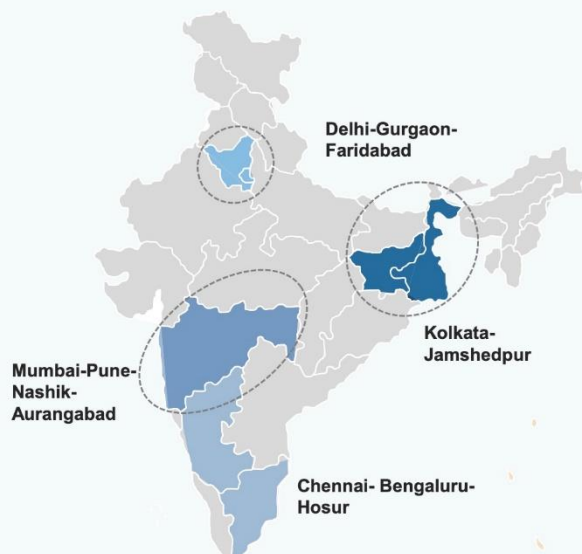 Delhi-Gurgaon-
Faridabad
Kolkata-
Jamshedpur
Mumbai-Pune-
Nashik-
Aurangabad
Chennai- Bengaluru-
Hosur